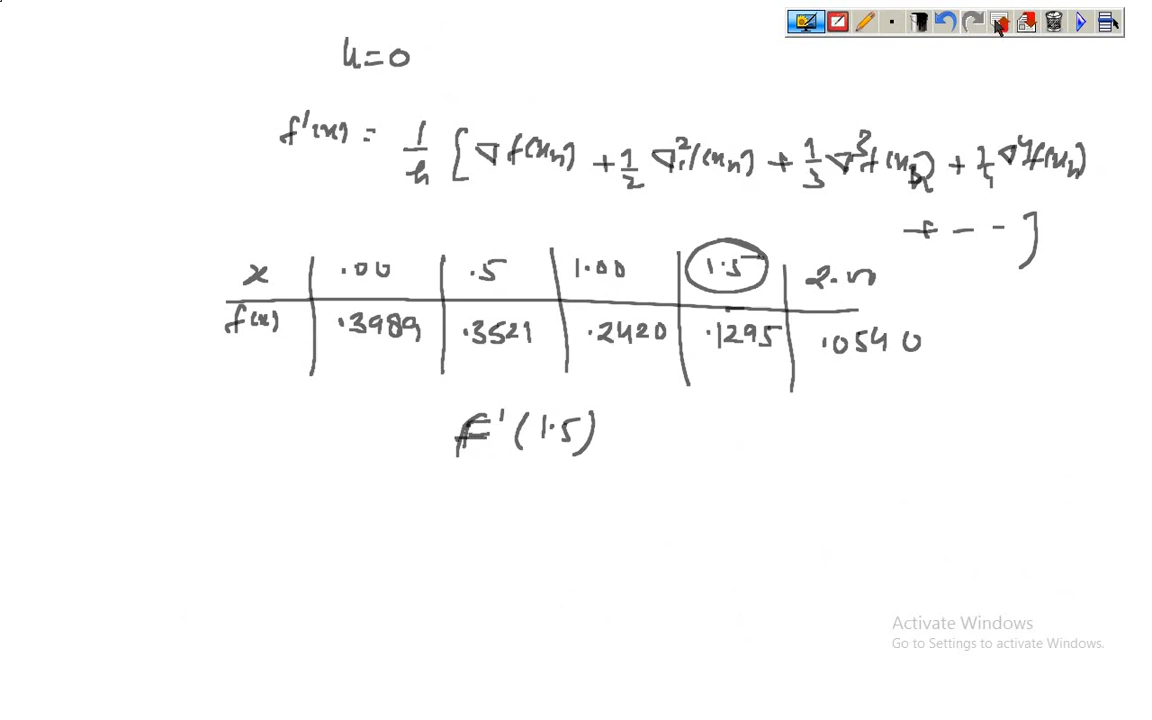 u=0
f'(x) = 1/h [ ∇f(xn) + 1/2 ∇²f(xn) + 1/3 ∇³f(xn) + 1/4 ∇⁴f(xn)
+ - - ]
x | .00 | .5 | 1.00 | 1.5 | 2.00
f(x) | .3989 | .3521 | .2420 | .1295 | .0540
F'(1.5)
Activate Windows
Go to Settings to activate Windows.